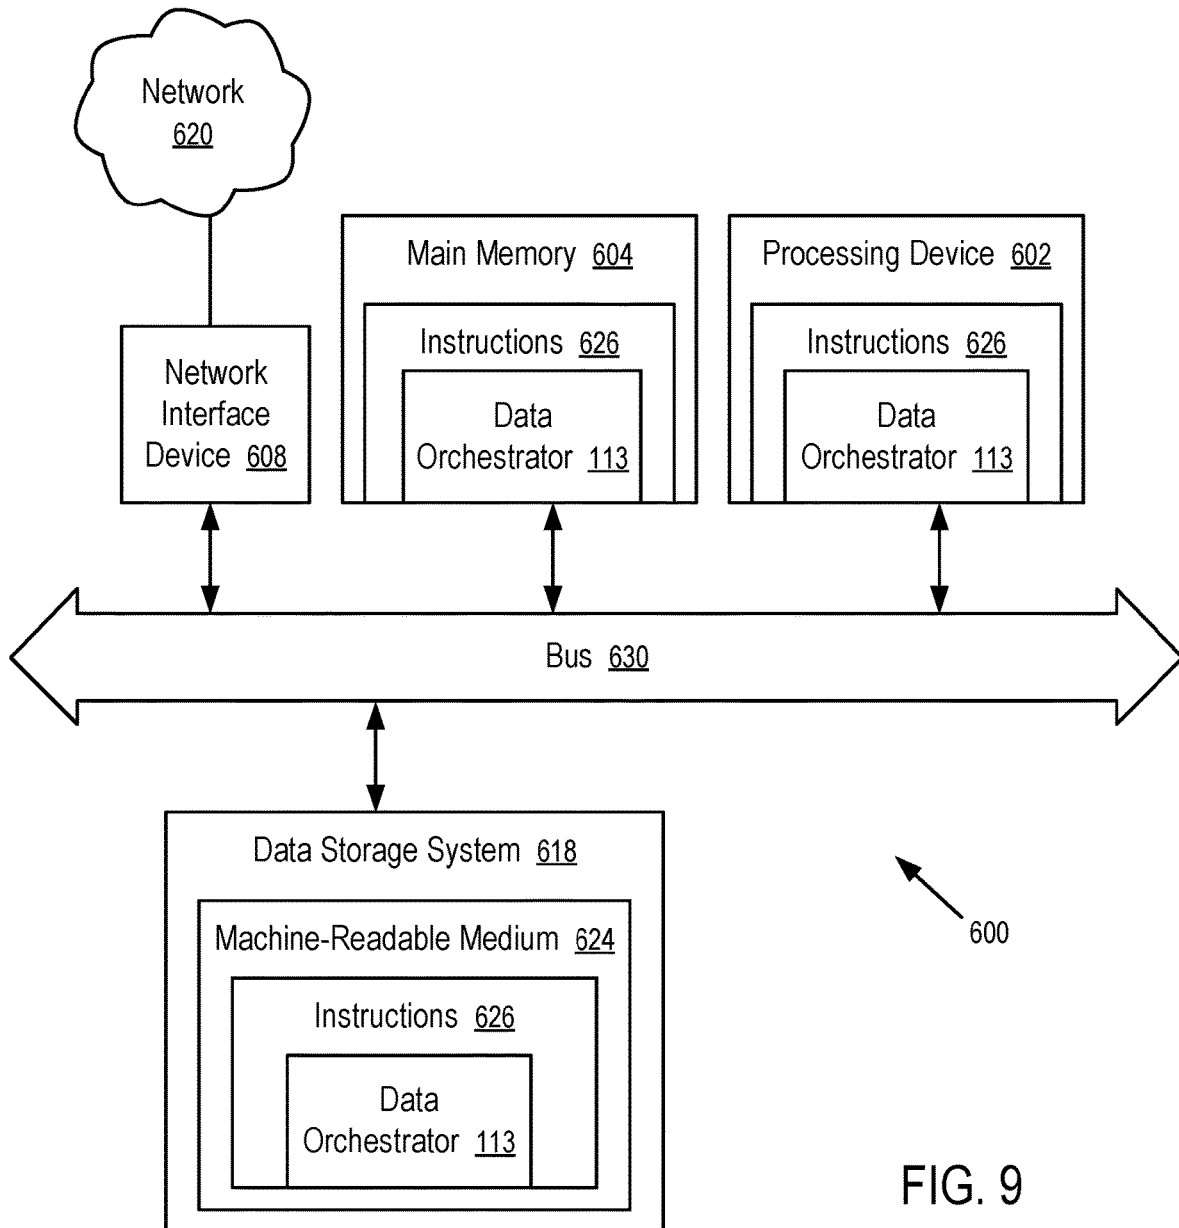 Network
620
Main Memory 604
Instructions 626
Data
Orchestrator 113
Processing Device 602
Instructions 626
Data
Orchestrator 113
Network
Interface
Device 608
Bus 630
Data Storage System 618
Machine-Readable Medium 624
Instructions 626
Data
Orchestrator 113
600
FIG. 9